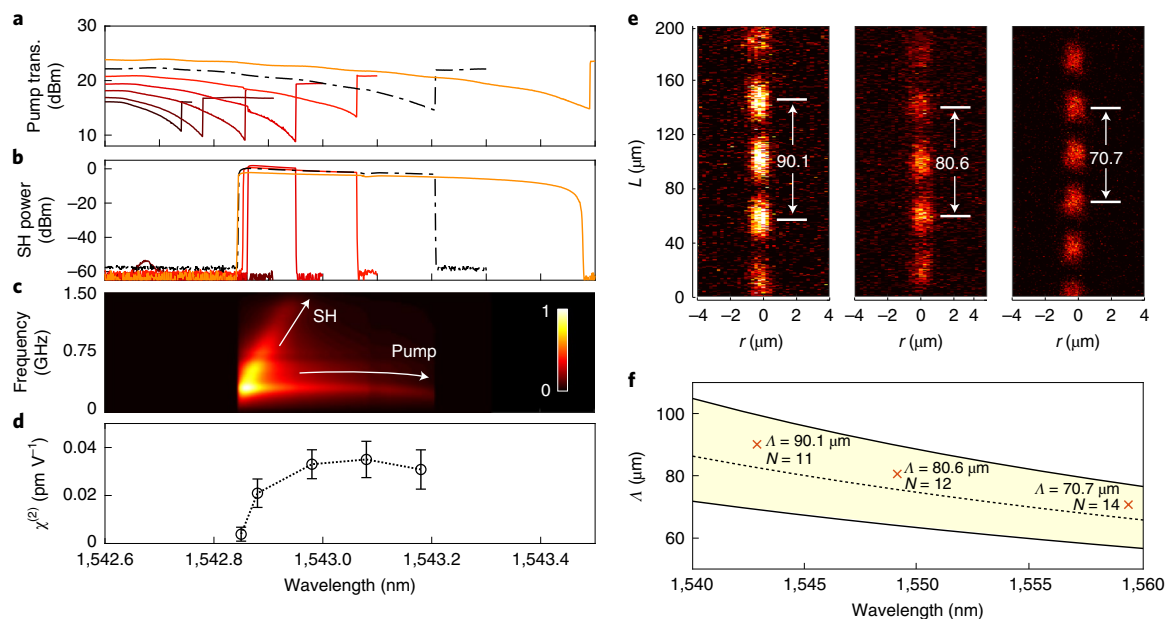 a
30
20
10
Pump trans.
(dBm)
b
0
−20
−40
−60
SH power
(dBm)
c
1.50
0.75
0
Frequency
(GHz)
SH
Pump
1
0
d
0.04
0.02
0
χ(2) (pm V−1)
1,542.6
1,542.8
1,543.0
1,543.2
1,543.4
Wavelength (nm)
e
200
160
120
80
40
0
L (μm)
90.1
80.6
70.7
−4 −2 0 2 4
−4 −2 0 2 4
−4 −2 0 2 4
r (μm)
r (μm)
r (μm)
f
100
80
60
Λ (μm)
Λ = 90.1 μm
N = 11
Λ = 80.6 μm
N = 12
Λ = 70.7 μm
N = 14
1,540
1,545
1,550
1,555
1,560
Wavelength (nm)